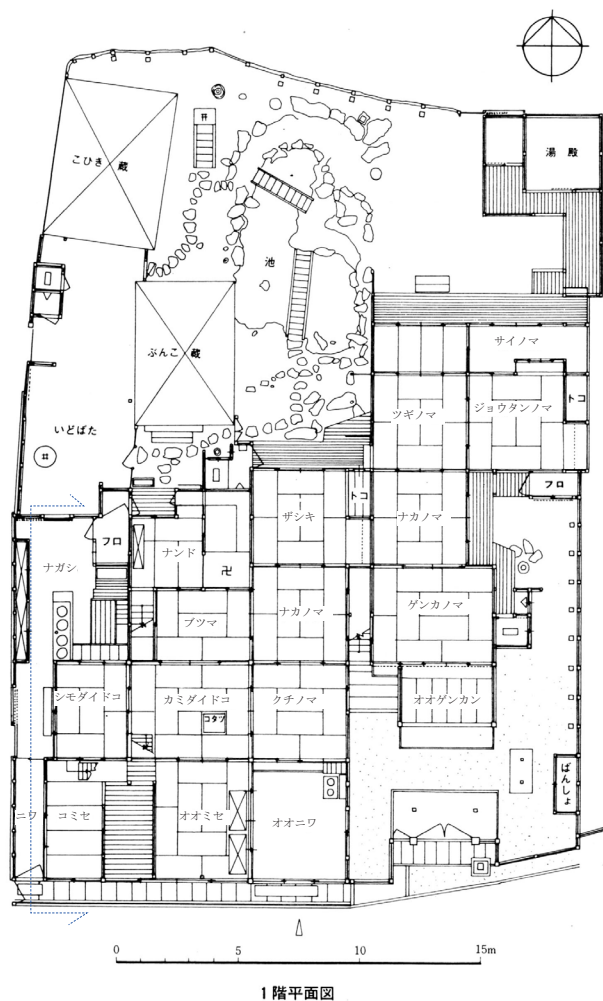 井
こひき 蔵
湯殿
池
サイノマ
ぶんこ 蔵
ツギノマ
ジョウダンノマ
トコ
いどばた
井
フロ
ザシキ
トコ
ナカノマ
フロ
ナンド
ナガシ
卍
ゲンカノマ
ナカノマ
ブツマ
シモダイドコ
カミダイドコ
クチノマ
オオゲンカン
コタツ
ばんしょ
ニワ
コミセ
オオミセ
オオニワ
0 5 10 15m
1階平面図